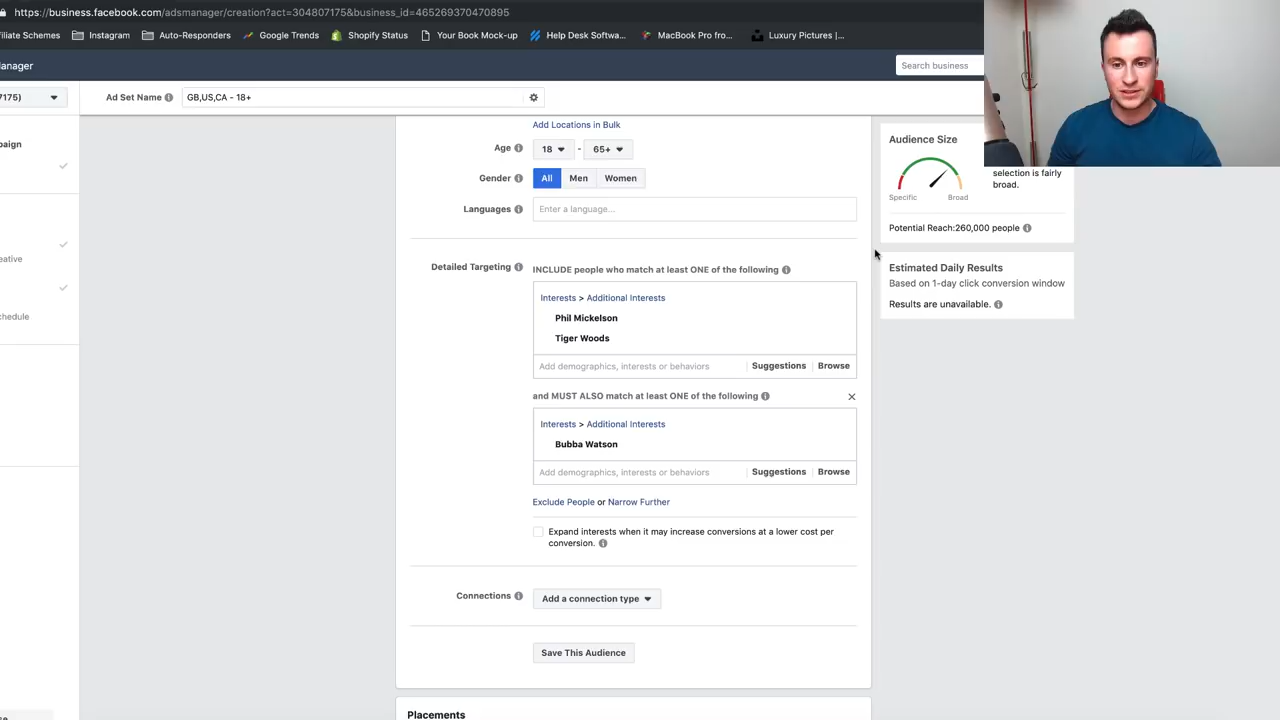 https://business.facebook.com/adsmanager/creation?act=304807175&business_id=465269370470895
filiate Schemes Instagram Auto-Responders Google Trends Shopify Status Your Book Mock-up Help Desk Softwa... MacBook Pro fro... Luxury Pictures |...
Manager
Search business
7175)
Ad Set Name
GB,US,CA - 18+
Add Locations in Bulk
paign
Age
18 - 65+
Gender
All Men Women
Languages
Enter a language...
Audience Size
selection is fairly
broad.
Specific Broad
Potential Reach:260,000 people
eative
chedule
Detailed Targeting
INCLUDE people who match at least ONE of the following
Interests > Additional Interests
Phil Mickelson
Tiger Woods
Add demographics, interests or behaviors Suggestions Browse
Estimated Daily Results
Based on 1-day click conversion window
Results are unavailable.
and MUST ALSO match at least ONE of the following
Interests > Additional Interests
Bubba Watson
Add demographics, interests or behaviors Suggestions Browse
Exclude People or Narrow Further
Expand interests when it may increase conversions at a lower cost per
conversion.
Connections
Add a connection type
Save This Audience
Placements